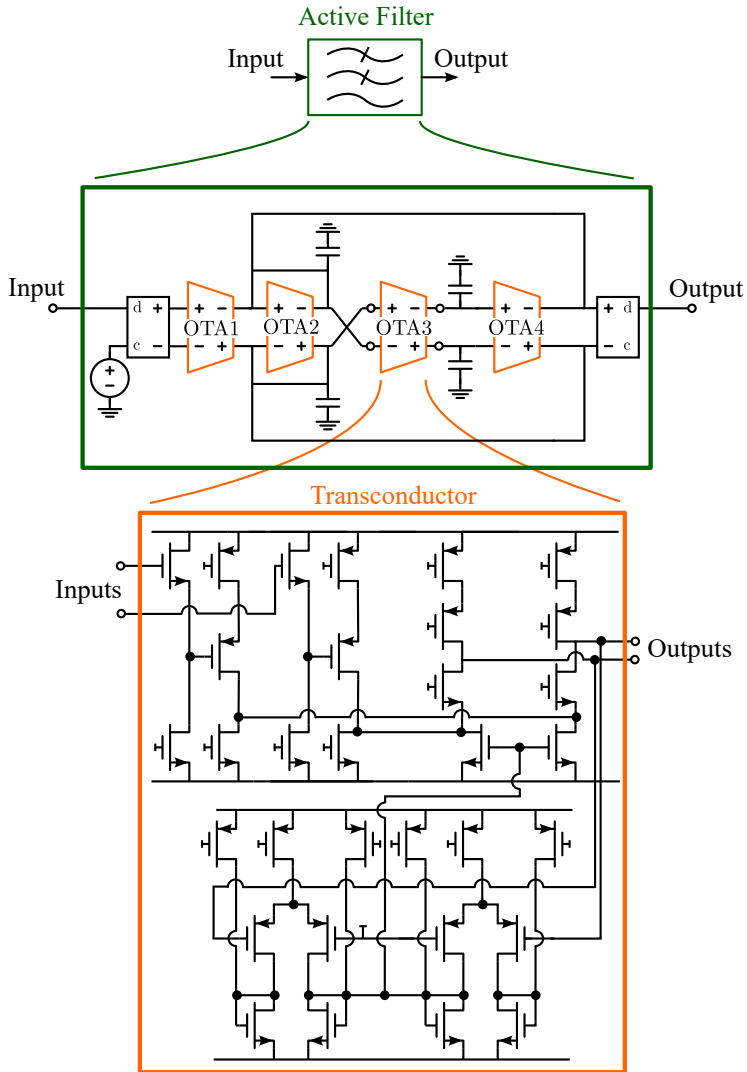 Active Filter
Input Output
Input d + + − + − + − + − + d Output
OTA1 OTA2 OTA3 OTA4
c − − + − + − + − + − c
+
−
Transconductor
Inputs
Outputs